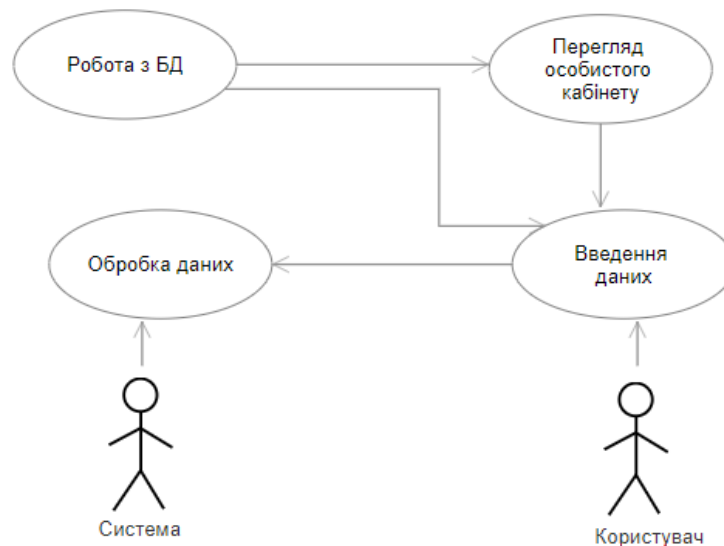 Робота з БД
Перегляд
особистого
кабінету
Обробка даних
Введення
даних
Система
Користувач